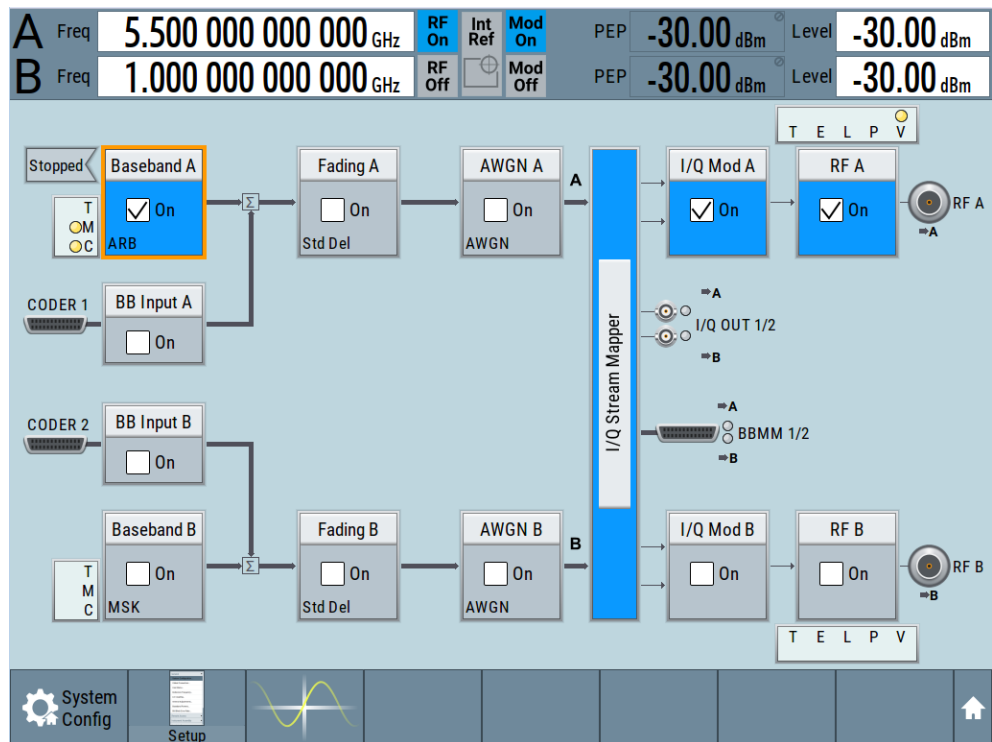 A Freq 5.500 000 000 000 GHz RF On Int Ref Mod On PEP -30.00 dBm Level -30.00 dBm
B Freq 1.000 000 000 000 GHz RF Off Mod Off PEP -30.00 dBm Level -30.00 dBm
T E L P V
Stopped
Baseband A
On
ARB
T
M
C
Σ
Fading A
On
Std Del
AWGN A
On
AWGN
A
I/Q Mod A
On
RF A
On
RF A
A
CODER 1
BB Input A
On
I/Q Stream Mapper
A
I/Q OUT 1/2
B
CODER 2
BB Input B
On
A
BBMM 1/2
B
Baseband B
On
MSK
T
M
C
Σ
Fading B
On
Std Del
AWGN B
On
AWGN
B
I/Q Mod B
On
RF B
On
RF B
B
T E L P V
System Config
Setup